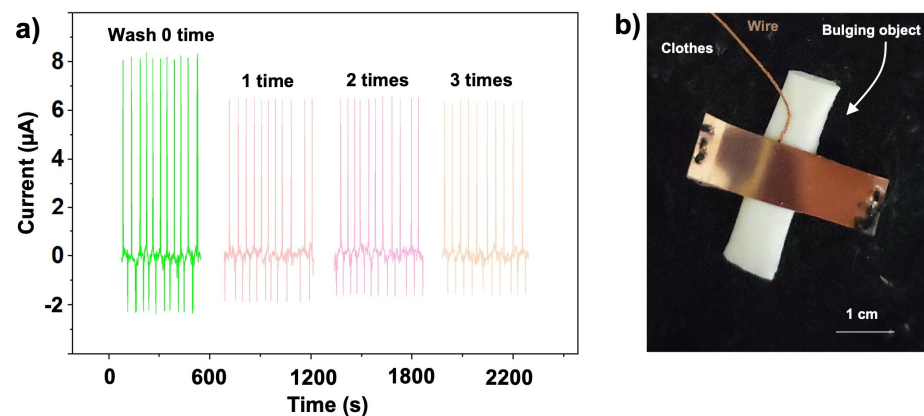 a)
Wash 0 time
1 time
2 times
3 times
8
6
4
2
0
-2
Current (µA)
0
600
1200
1800
2200
Time (s)
b)
Wire
Clothes
Bulging object
1 cm